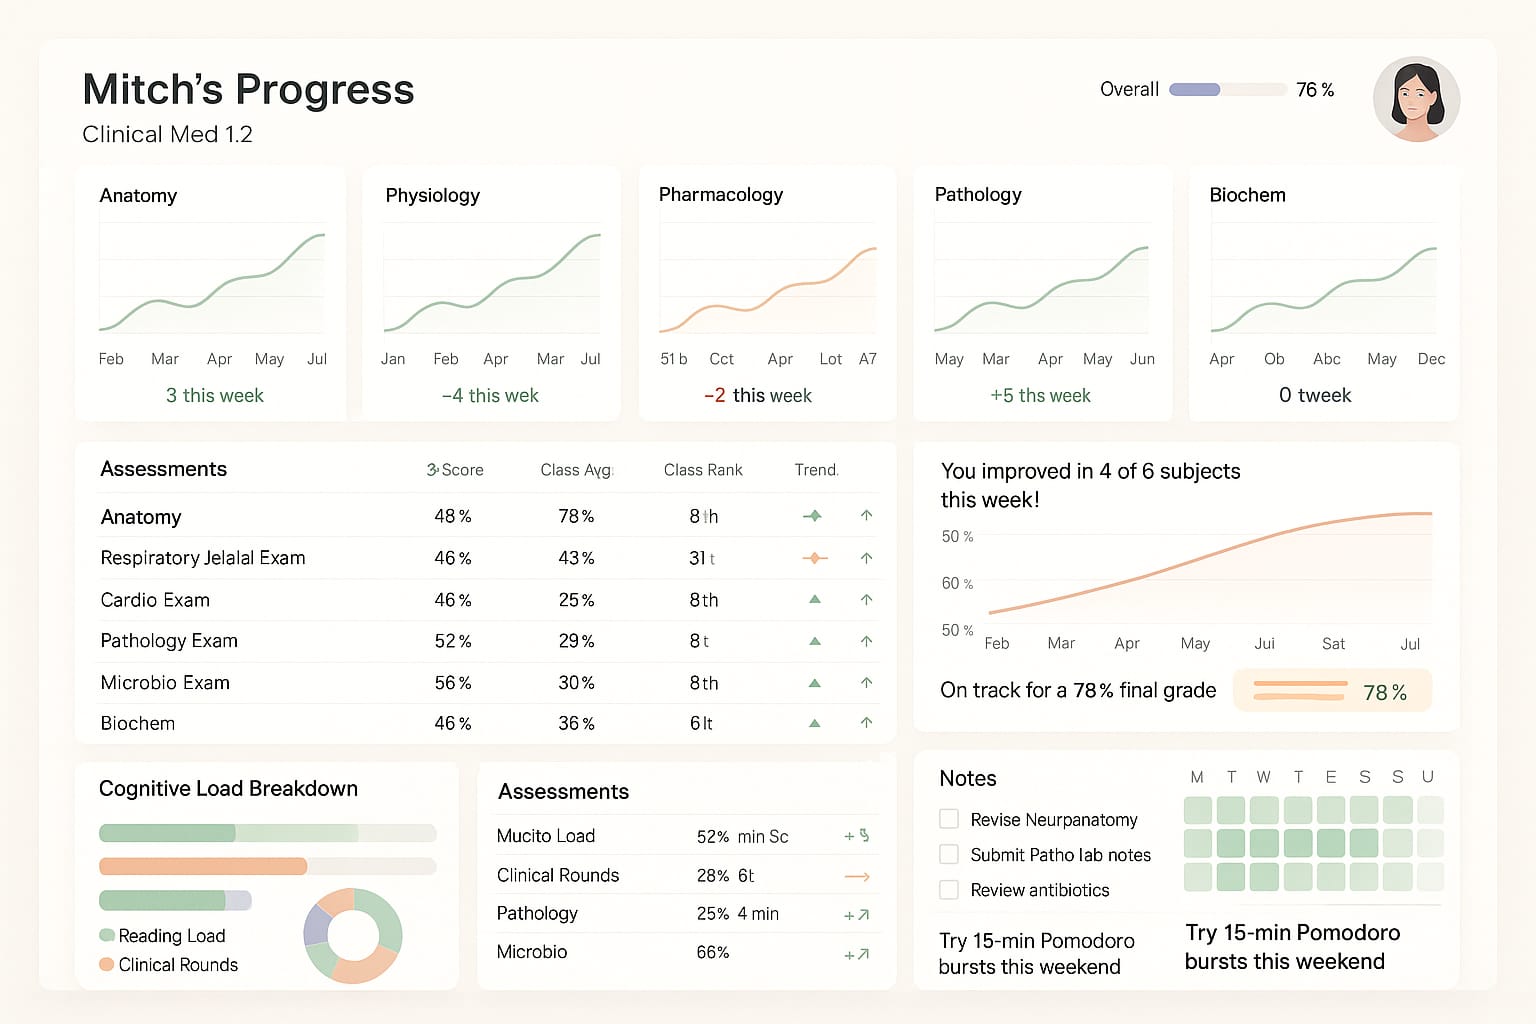 Mitch's Progress
Clinical Med 1.2
Overall 76 %
Anatomy
Feb Mar Apr May Jul
3 this week
Physiology
Jan Feb Apr Mar Jul
−4 this wek
Pharmacology
51 b Cct Apr Lot A7
−2 this week
Pathology
May Mar Apr May Jun
+5 ths week
Biochem
Apr Ob Abc May Dec
0 tweek
Assessments Score Class Avg. Class Rank Trend.
Anatomy 48 % 78 % 8 th
Respiratory Jelalal Exam 46 % 43 % 31 t
Cardio Exam 46 % 25 % 8th
Pathology Exam 52 % 29 % 8 t
Microbio Exam 56 % 30 % 8th
Biochem 46 % 36 % 6 lt
You improved in 4 of 6 subjects
this week!
50 %
60 %
50 %
Feb Mar Apr May Jui Sat Jul
On track for a 78 % final grade 78 %
Cognitive Load Breakdown
Reading Load
Clinical Rounds
Assessments
Mucito Load 52% min Sc
Clinical Rounds 28% 6t
Pathology 25% 4 min
Microbio 66%
Notes
Revise Neurpanatomy
Submit Patho lab notes
Review antibiotics
Try 15-min Pomodoro
bursts this weekend
M T W T E S S U
Try 15-min Pomodoro
bursts this weekend